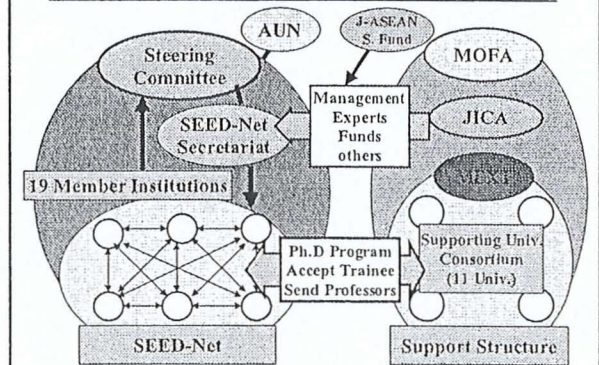 AUN
J-ASEAN
S. Fund
MOFA
Steering
Committee
Management
Experts
Funds
others
JICA
SEED-Net
Secretariat
MEXT
19 Member Institutions
Ph.D Program
Accept Trainee
Send Professors
Supporting Univ.
Consortium
(11 Univ.)
SEED-Net
Support Structure